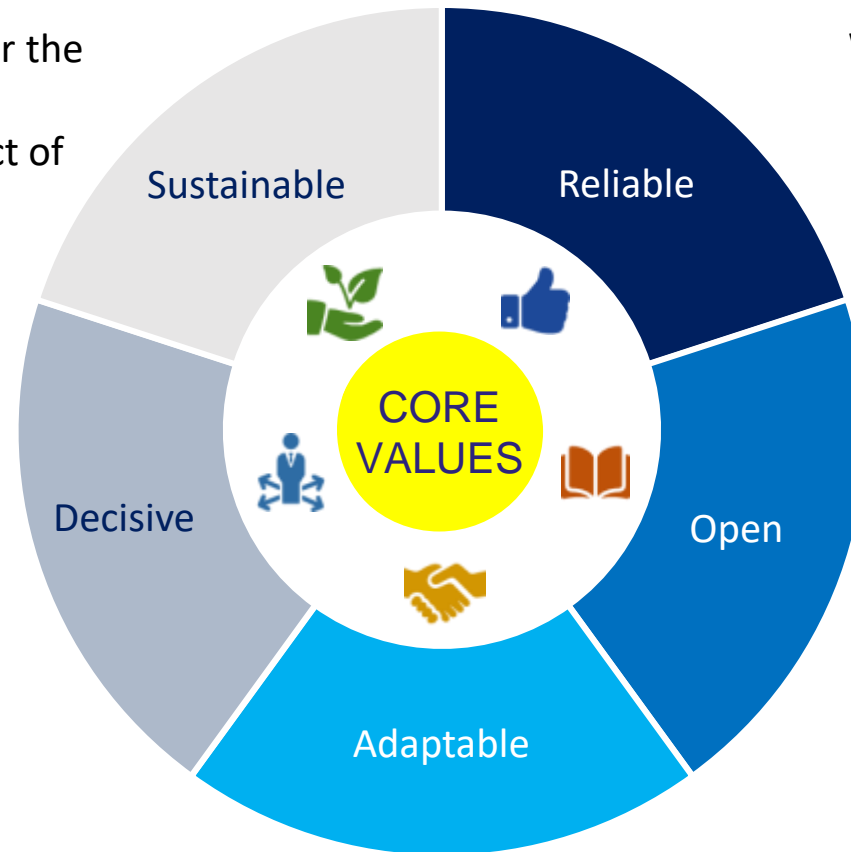 r the
ct of
Sustainable
Reliable
CORE
VALUES
Decisive
Open
Adaptable